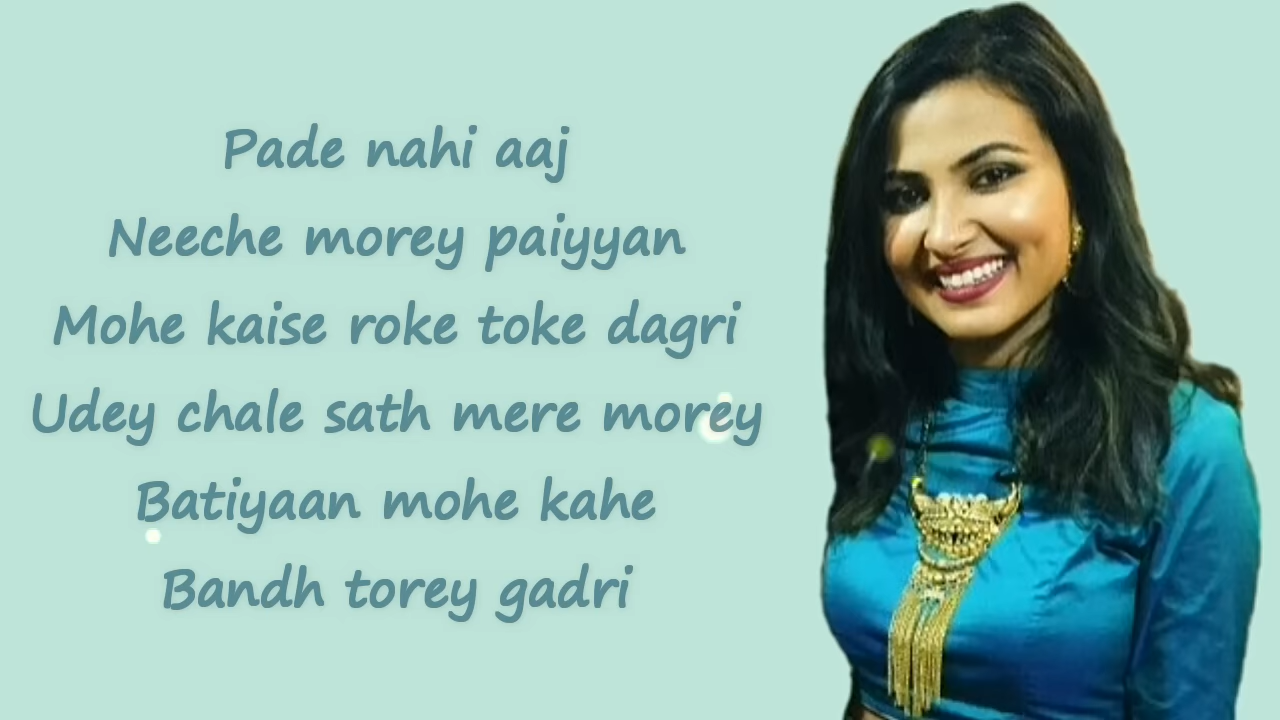 Pade nahi aaj
Neeche morey paiyyan
Mohe kaise roke toke dagri
Udey chale sath mere morey
Batiyaan mohe kahe
Bandh torey gadri